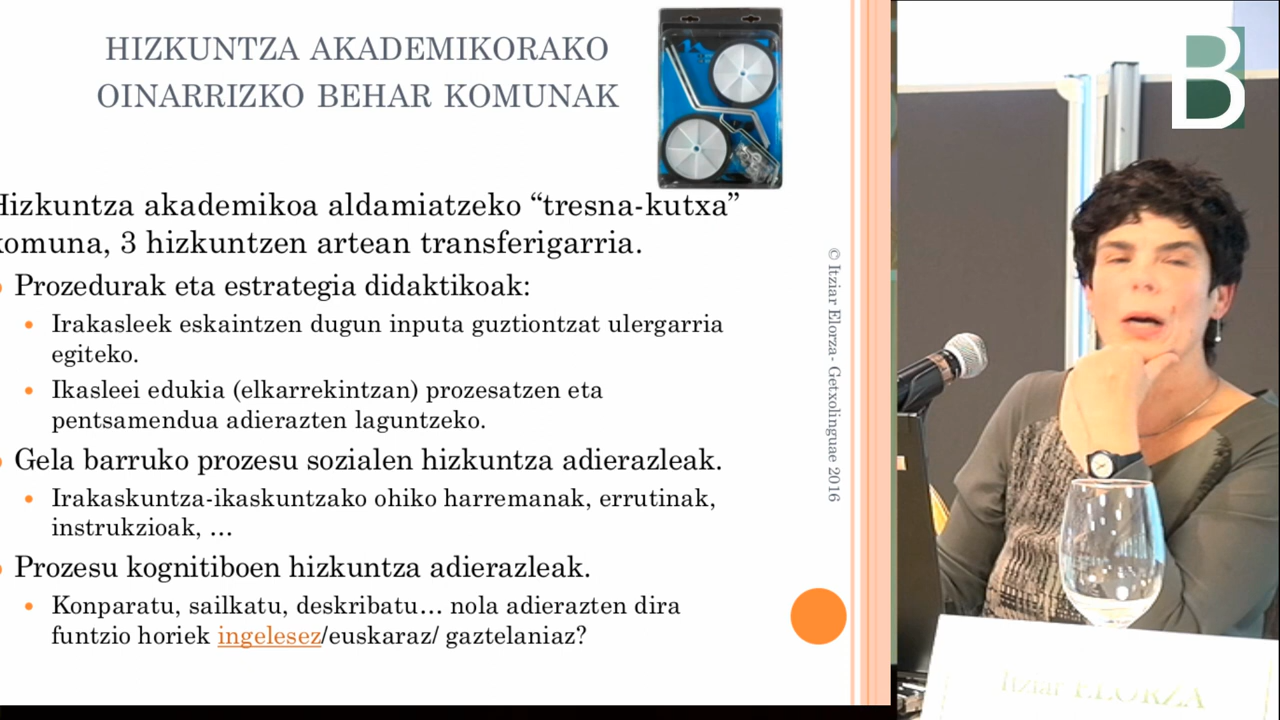 HIZKUNTZA AKADEMIKORAKO
OINARRIZKO BEHAR KOMUNAK
Hizkuntza akademikoa aldamiatzeko “tresna-kutxa”
komuna, 3 hizkuntzen artean transferigarria.
Prozedurak eta estrategia didaktikoak:
• Irakasleek eskaintzen dugun inputa guztiontzat ulergarria
egiteko.
• Ikasleei edukia (elkarrekintzan) prozesatzen eta
pentsamendua adierazten laguntzeko.
Gela barruko prozesu sozialen hizkuntza adierazleak.
• Irakaskuntza-ikaskuntzako ohiko harremanak, errutinak,
instrukzioak, …
Prozesu kognitiboen hizkuntza adierazleak.
• Konparatu, sailkatu, deskribatu… nola adierazten dira
funtzio horiek ingelesez/euskaraz/ gaztelaniaz?
© Itziar Elorza- Getxolinguae 2016
B
Itziar ELORZA